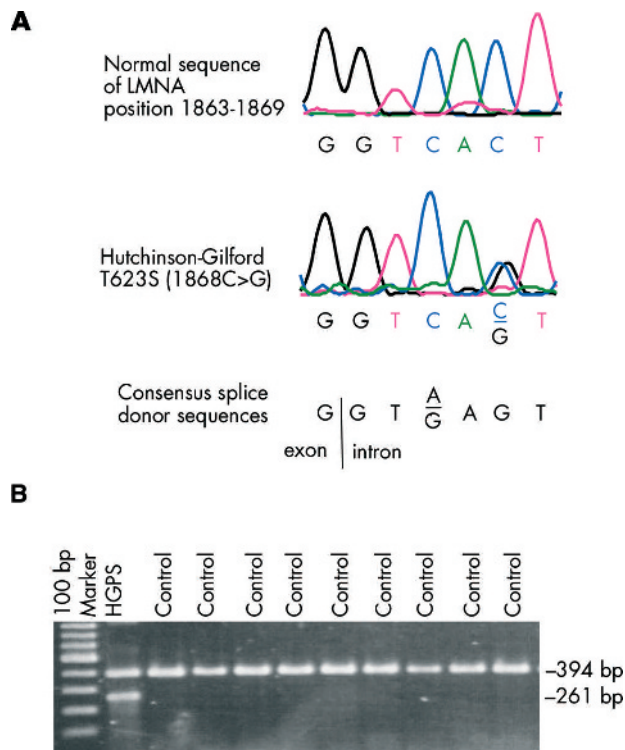 A
Normal sequence
of LMNA
position 1863-1869
G G T C A C T
Hutchinson-Gilford
T623S (1868C>G)
G G T C A C/G T
Consensus splice
donor sequences
G G T A/G A G T
exon intron
B
100 bp
Marker
HGPS
Control
Control
Control
Control
Control
Control
Control
Control
Control
–394 bp
–261 bp